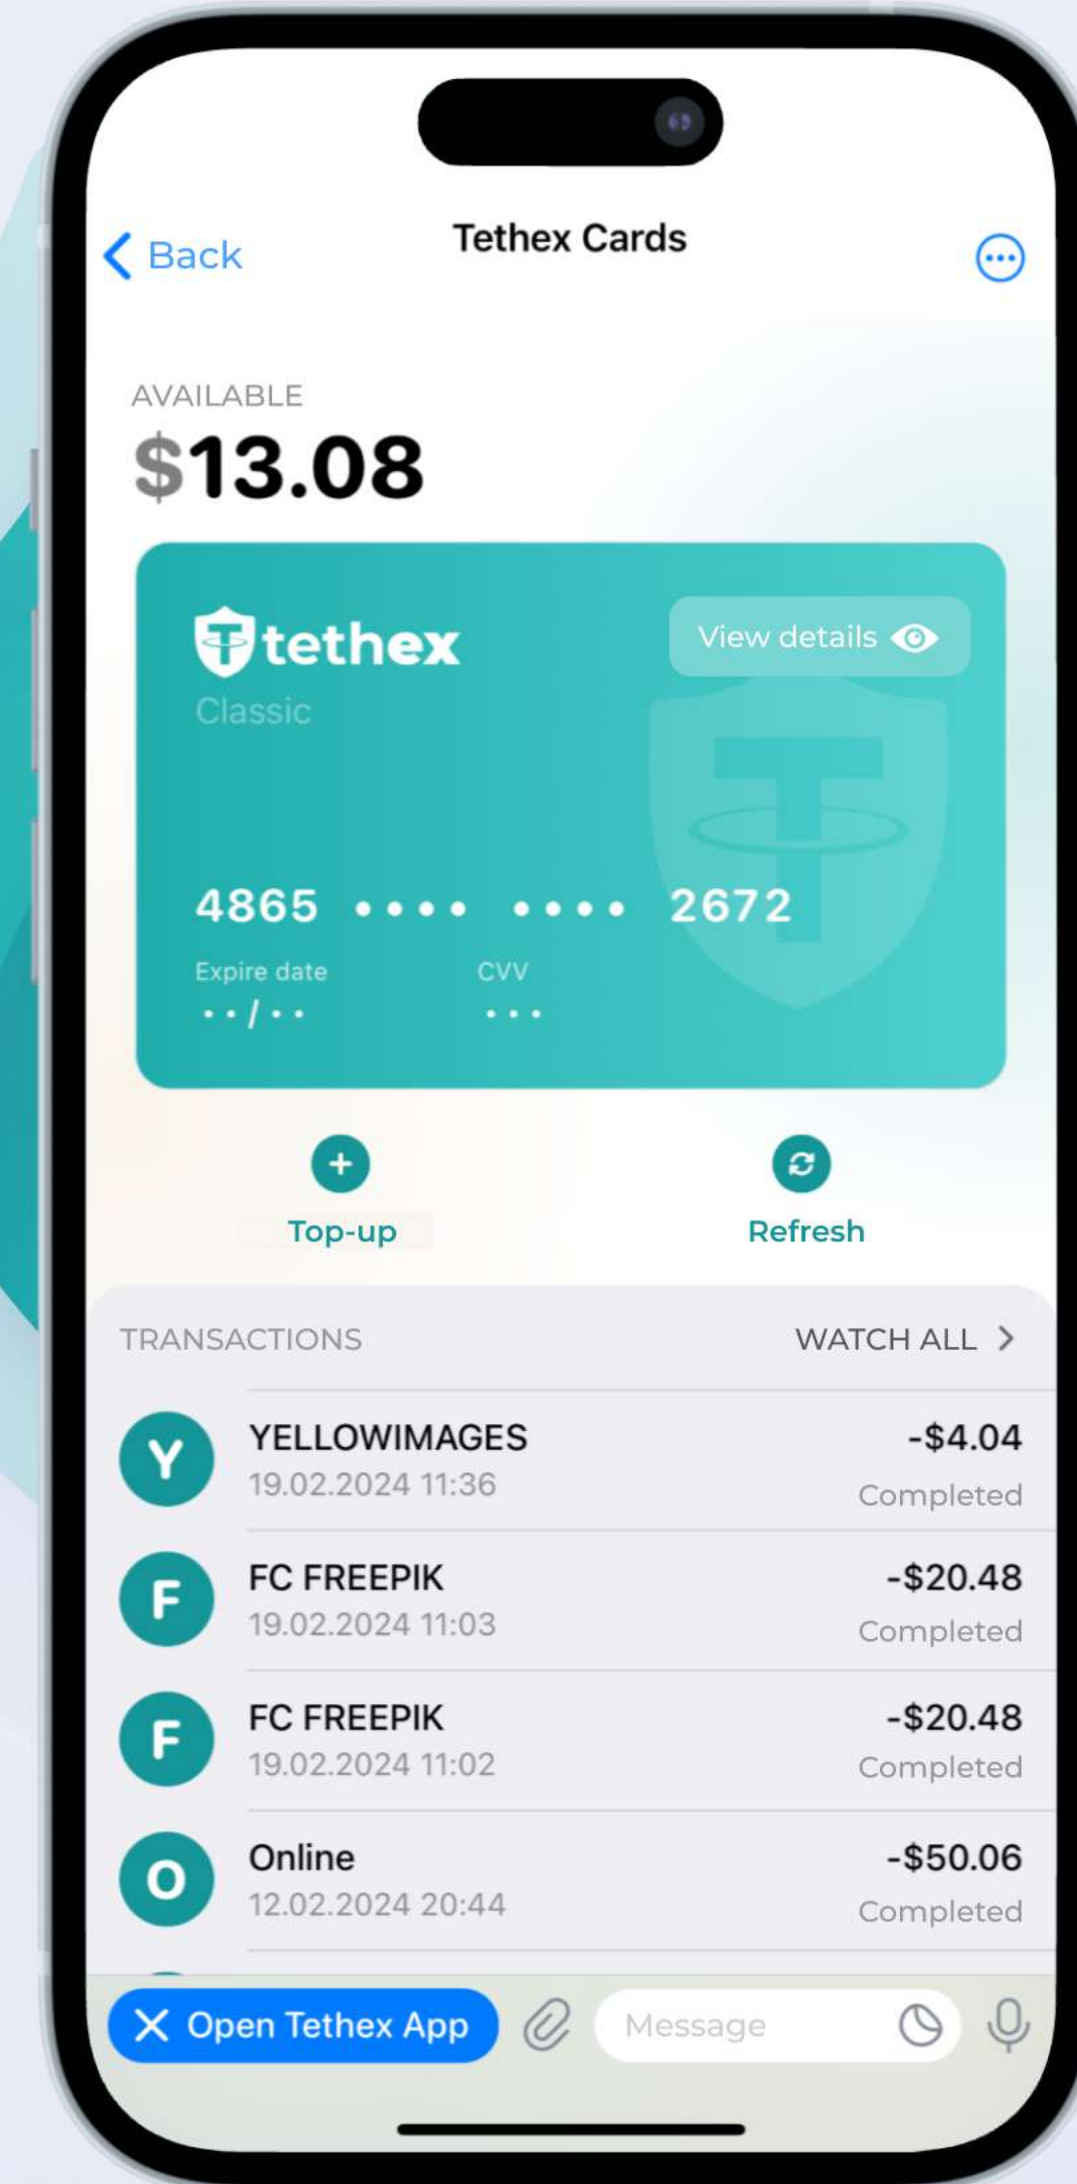 Back
Tethex Cards
AVAILABLE
$13.08
tethex
View details
Classic
4865 •••• •••• 2672
Expire date CVV
••/•• •••
Top-up
Refresh
TRANSACTIONS
WATCH ALL >
Y
YELLOWIMAGES
-$4.04
19.02.2024 11:36
Completed
F
FC FREEPIK
-$20.48
19.02.2024 11:03
Completed
F
FC FREEPIK
-$20.48
19.02.2024 11:02
Completed
O
Online
-$50.06
12.02.2024 20:44
Completed
Open Tethex App
Message